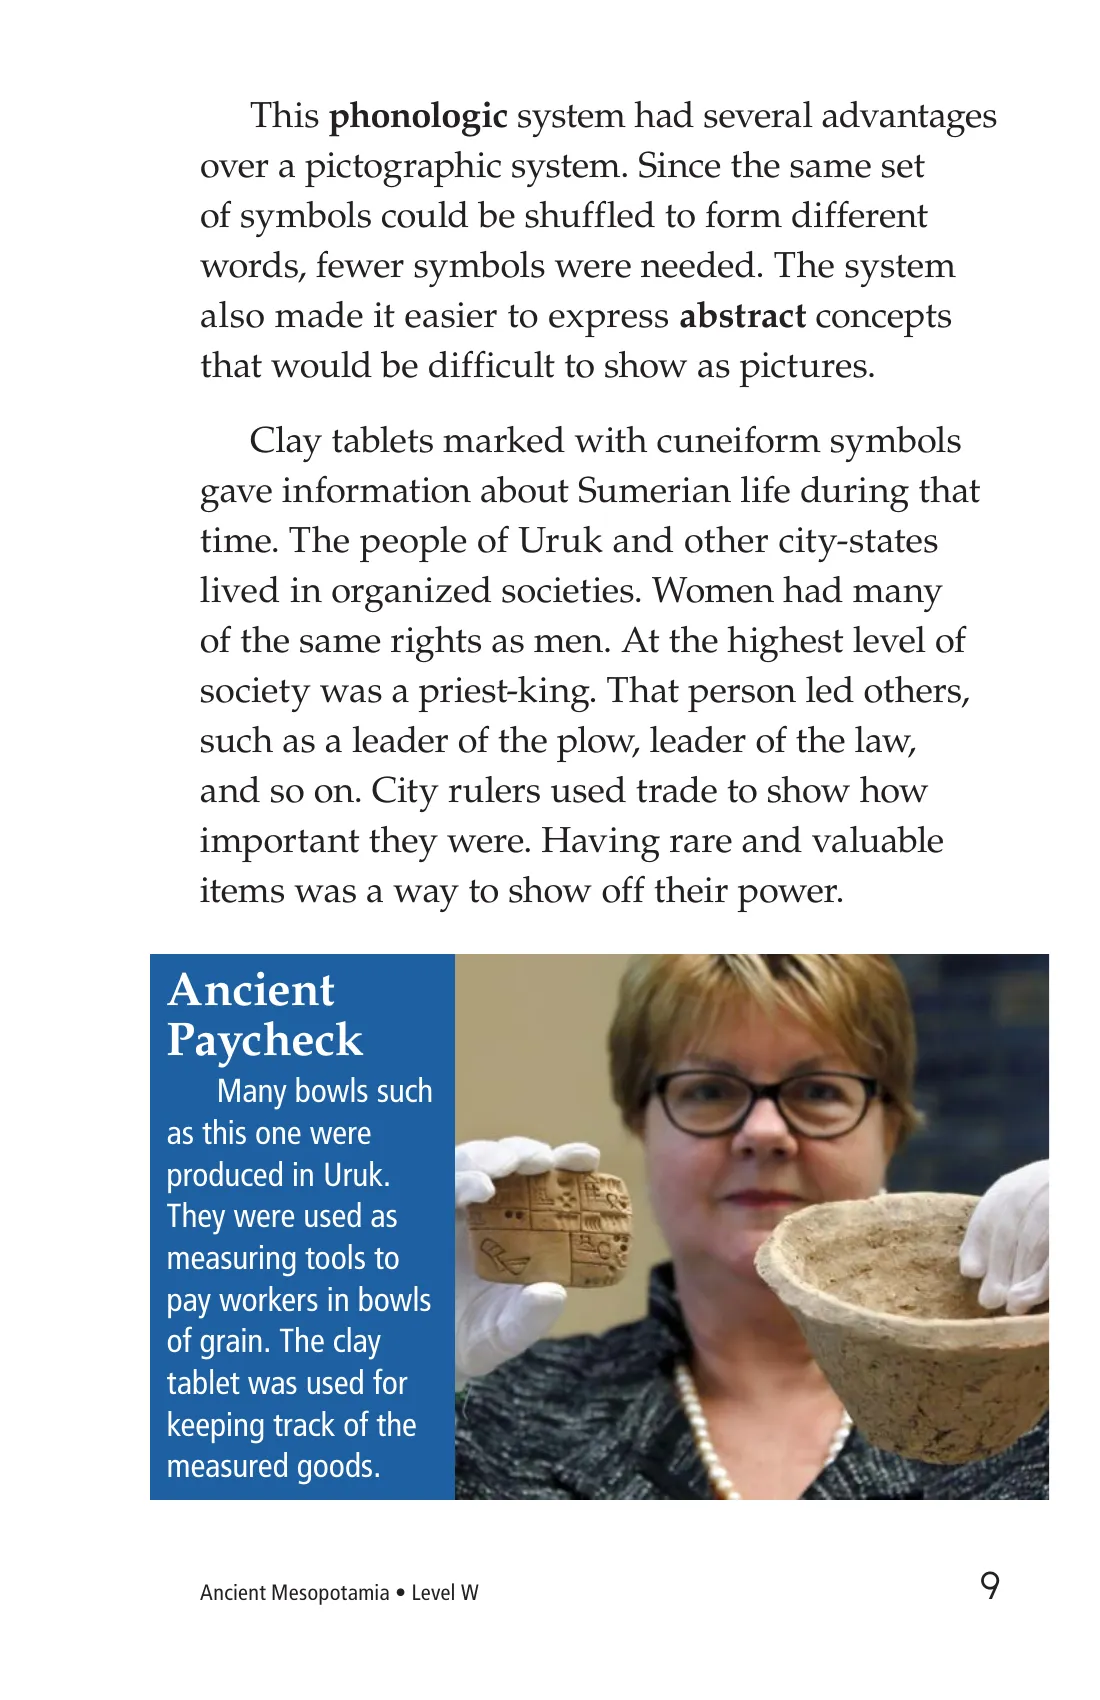 This phonologic system had several advantages
over a pictographic system. Since the same set
of symbols could be shuffled to form different
words, fewer symbols were needed. The system
also made it easier to express abstract concepts
that would be difficult to show as pictures.
Clay tablets marked with cuneiform symbols
gave information about Sumerian life during that
time. The people of Uruk and other city-states
lived in organized societies. Women had many
of the same rights as men. At the highest level of
society was a priest-king. That person led others,
such as a leader of the plow, leader of the law,
and so on. City rulers used trade to show how
important they were. Having rare and valuable
items was a way to show off their power.
Ancient
Paycheck
Many bowls such
as this one were
produced in Uruk.
They were used as
measuring tools to
pay workers in bowls
of grain. The clay
tablet was used for
keeping track of the
measured goods.
Ancient Mesopotamia • Level W
9